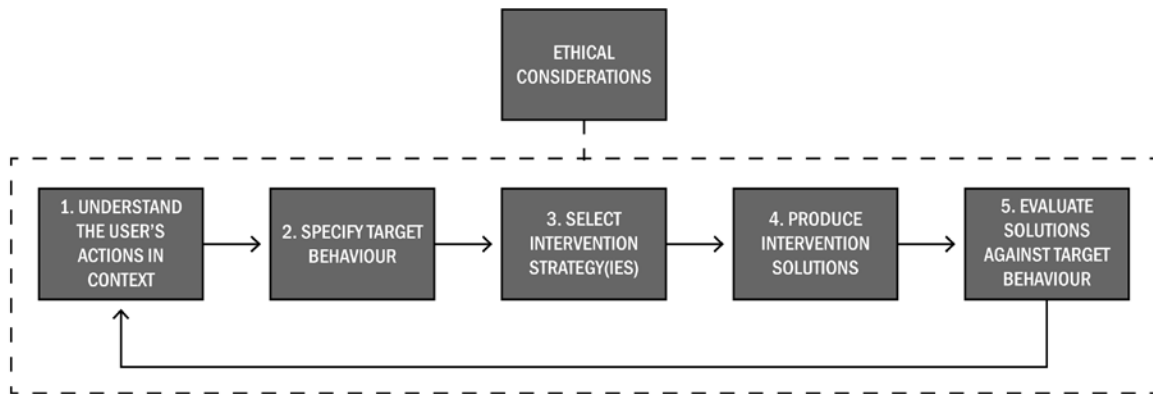 ETHICAL
CONSIDERATIONS
1. UNDERSTAND
THE USER'S
ACTIONS IN
CONTEXT
2. SPECIFY TARGET
BEHAVIOUR
3. SELECT
INTERVENTION
STRATEGY(IES)
4. PRODUCE
INTERVENTION
SOLUTIONS
5. EVALUATE
SOLUTIONS
AGAINST TARGET
BEHAVIOUR